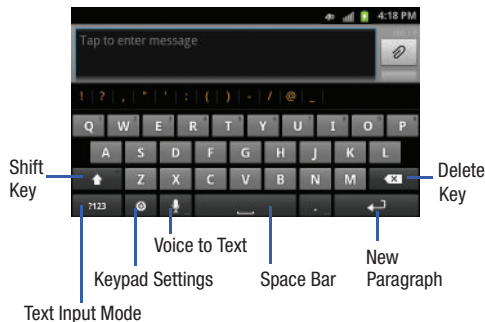 4:18 PM
Tap to enter message
! ? , " ' : ( ) - / @ _
Q W E R T Y U I O P
A S D F G H J K L
Shift Key
Z X C V B N M
Delete Key
?123 .
Voice to Text
New Paragraph
Keypad Settings
Space Bar
Text Input Mode